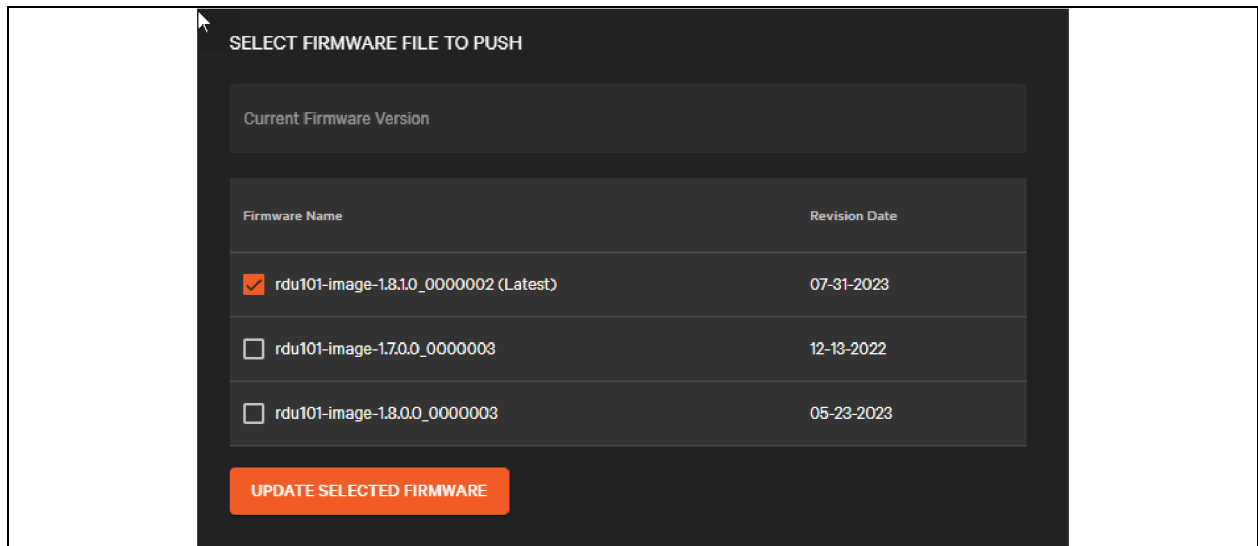 SELECT FIRMWARE FILE TO PUSH
Current Firmware Version
Firmware Name Revision Date
rdu101-image-1.8.1.0_0000002 (Latest) 07-31-2023
rdu101-image-1.7.0.0_0000003 12-13-2022
rdu101-image-1.8.0.0_0000003 05-23-2023
UPDATE SELECTED FIRMWARE